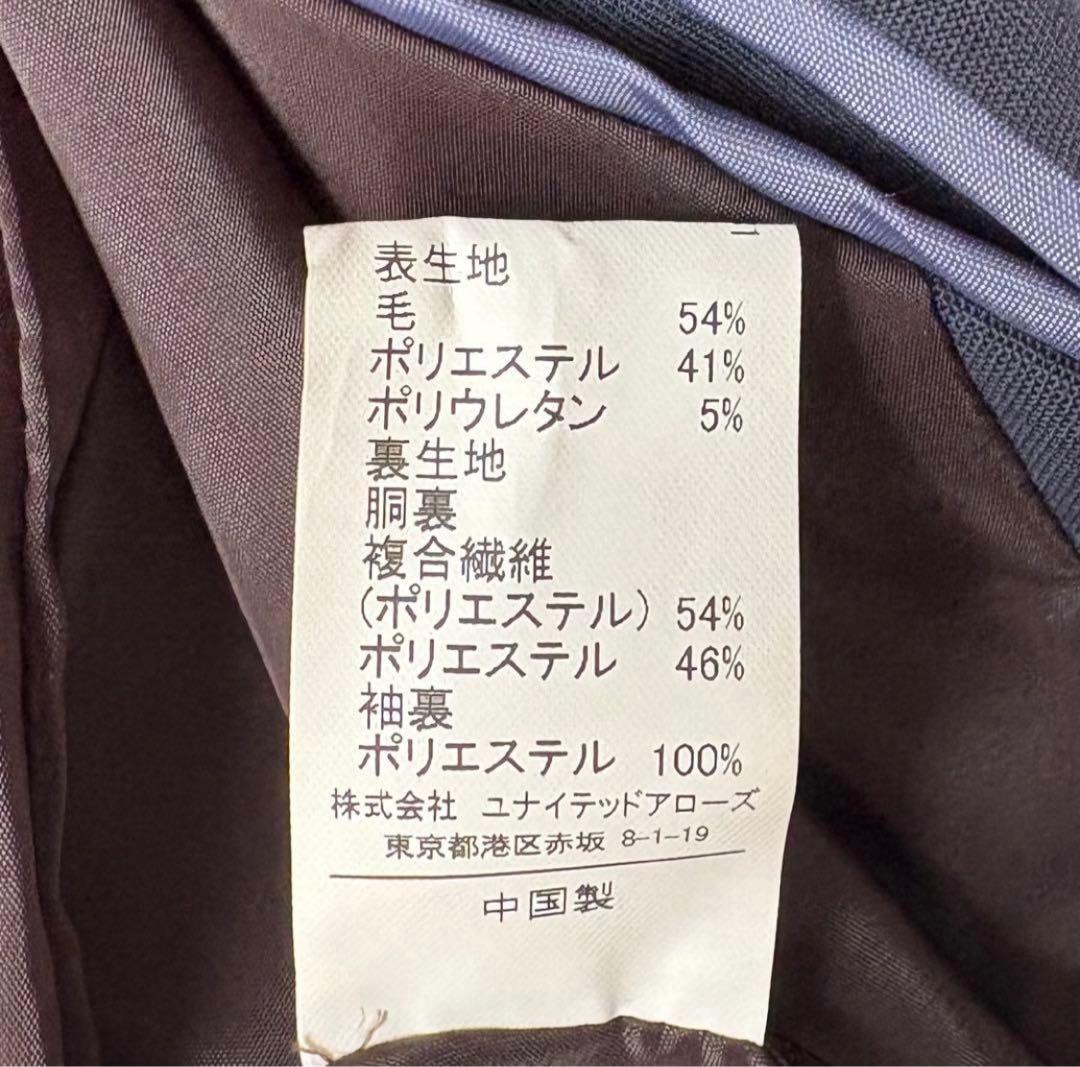 表生地
毛 54%
ポリエステル 41%
ポリウレタン 5%
裏生地
胴裏
複合繊維
(ポリエステル) 54%
ポリエステル 46%
袖裏
ポリエステル 100%
株式会社 ユナイテッドアローズ
東京都港区赤坂 8-1-19
中国製